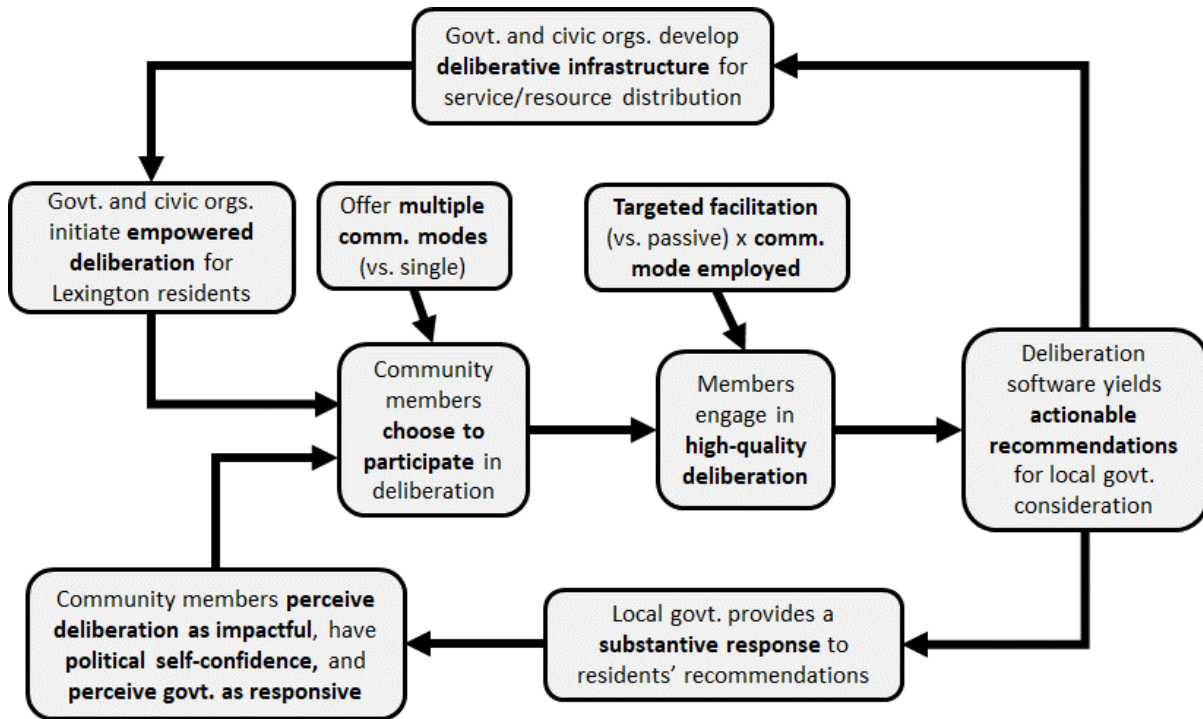 Govt. and civic orgs. develop
deliberative infrastructure for
service/resource distribution
Govt. and civic orgs.
initiate empowered
deliberation for
Lexington residents
Offer multiple
comm. modes
(vs. single)
Targeted facilitation
(vs. passive) x comm.
mode employed
Community
members
choose to
participate in
deliberation
Members
engage in
high-quality
deliberation
Deliberation
software yields
actionable
recommendations
for local govt.
consideration
Community members perceive
deliberation as impactful, have
political self-confidence, and
perceive govt. as responsive
Local govt. provides a
substantive response to
residents’ recommendations